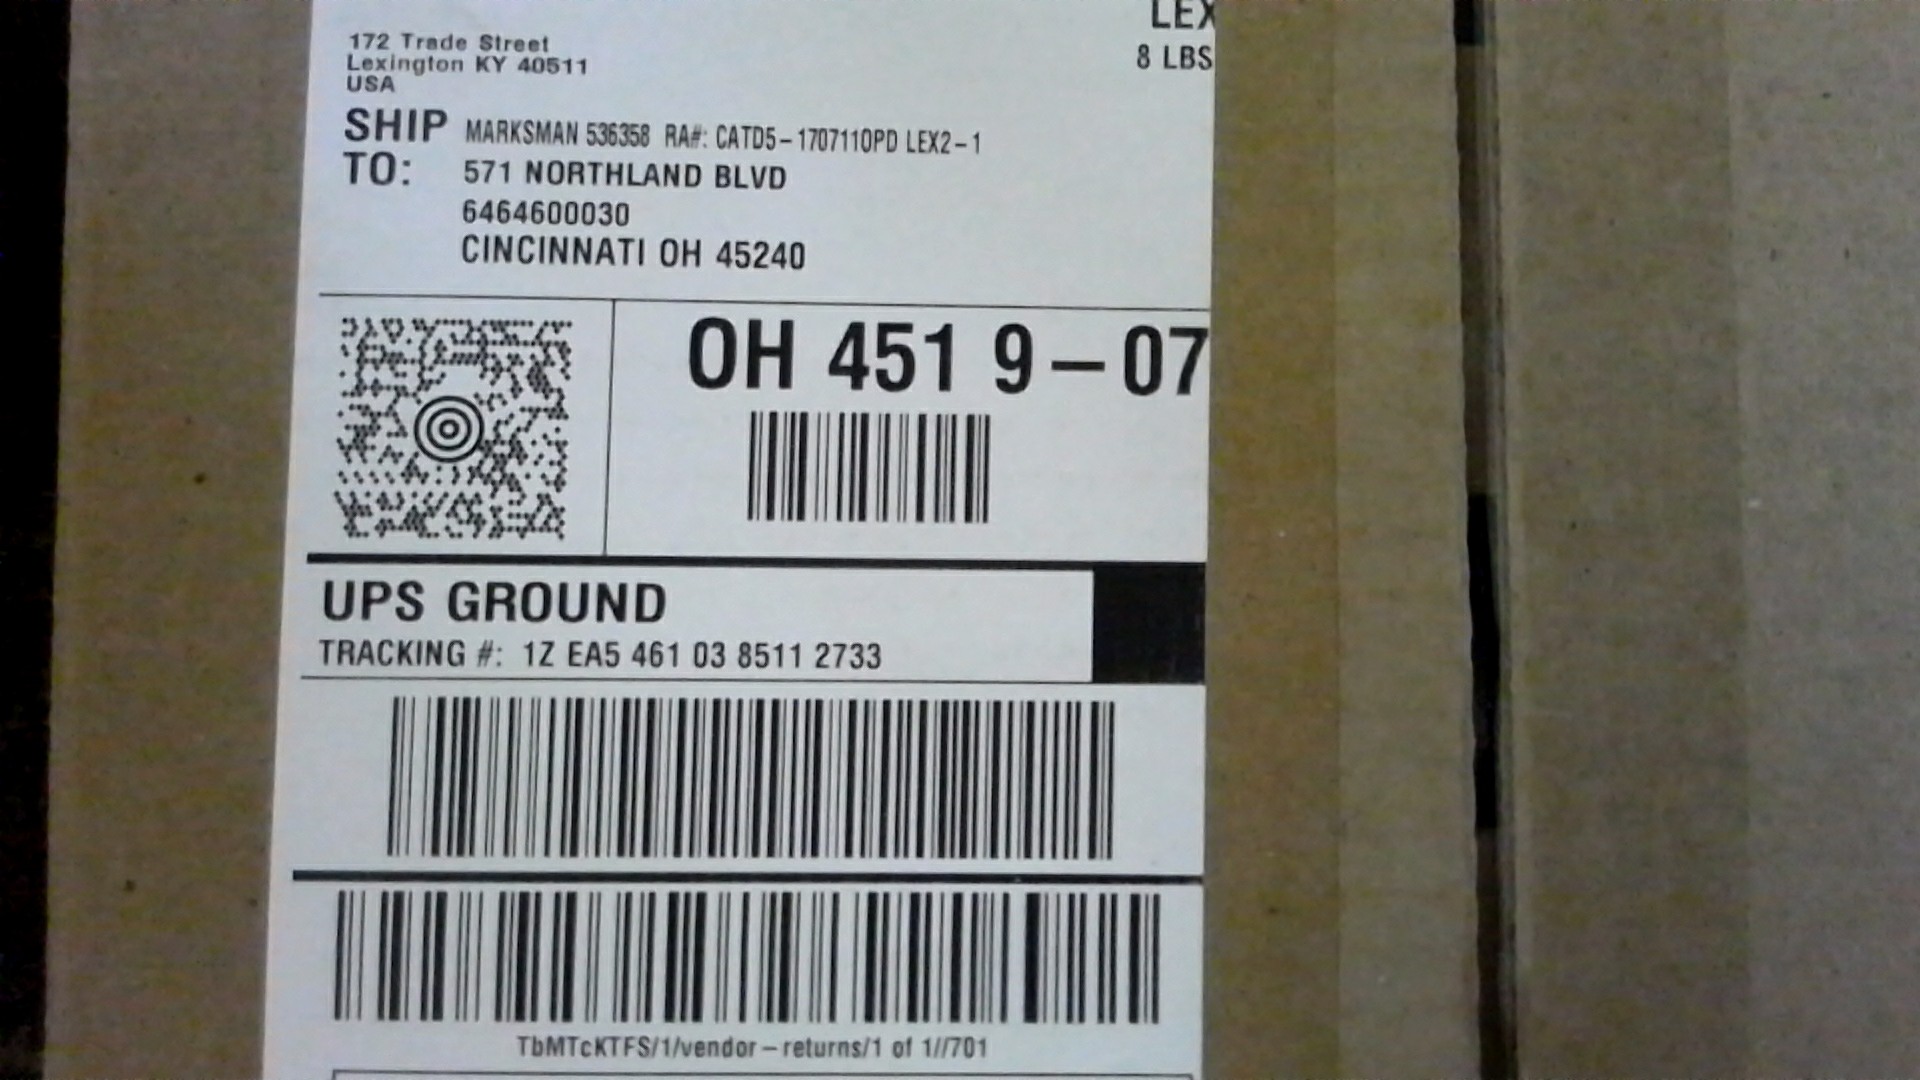 LEX
8 LBS
172 Trade Street
Lexington KY 40511
USA
SHIP TO:
MARKSMAN 536358 RA#: CATD5-170711OPD LEX2-1
571 NORTHLAND BLVD
6464600030
CINCINNATI OH 45240
OH 451 9-07
UPS GROUND
TRACKING #: 1Z EA5 461 03 8511 2733
TbMTcKTFS/1/vendor-returns/1 of 1//701